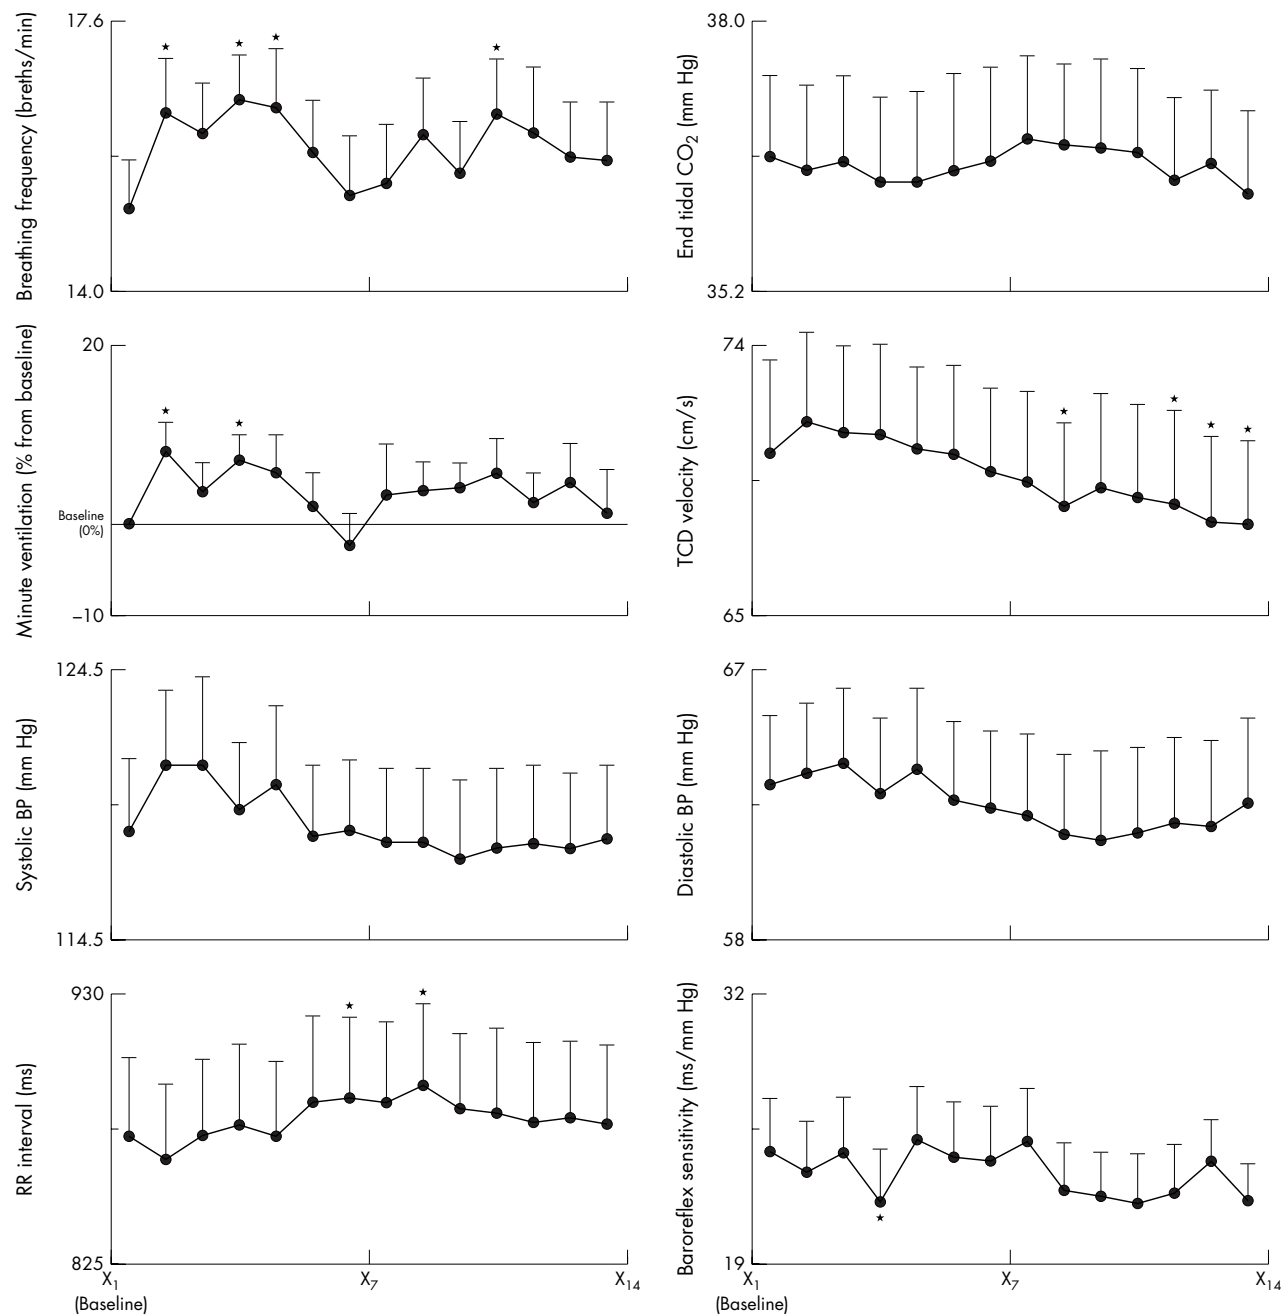 17.6
Breathing frequency (breths/min)
14.0
38.0
End tidal CO2 (mm Hg)
35.2
20
Minute ventilation (% from baseline)
Baseline
(0%)
–10
74
TCD velocity (cm/s)
65
124.5
Systolic BP (mm Hg)
114.5
67
Diastolic BP (mm Hg)
58
930
RR interval (ms)
825
X1
(Baseline)
X7
X14
32
Baroreflex sensitivity (ms/mm Hg)
19
X1
(Baseline)
X7
X14